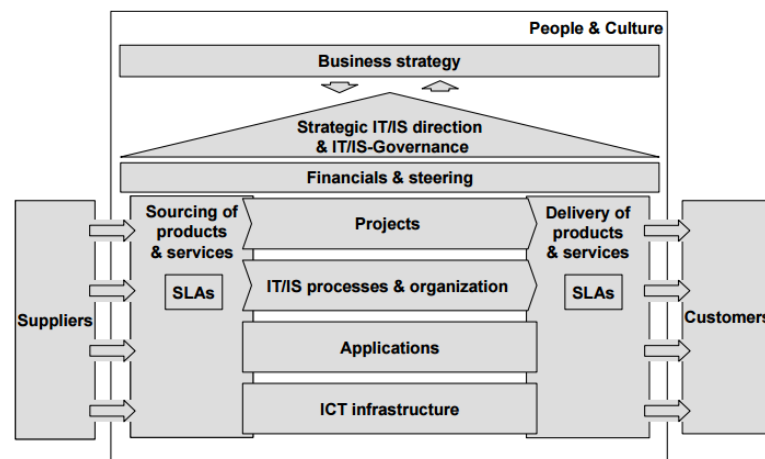 People & Culture
Business strategy
Strategic IT/IS direction
& IT/IS-Governance
Financials & steering
Suppliers
Sourcing of
products
& services
SLAs
Projects
IT/IS processes & organization
Applications
ICT infrastructure
Delivery of
products
& services
SLAs
Customers